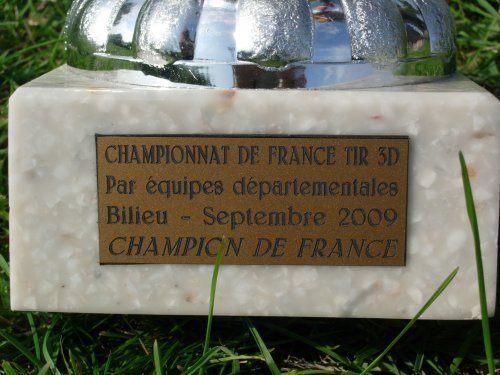 CHAMPIONNAT DE FRANCE TIR 3D
Par équipes départementales
Bilieu - Septembre 2009
CHAMPION DE FRANCE